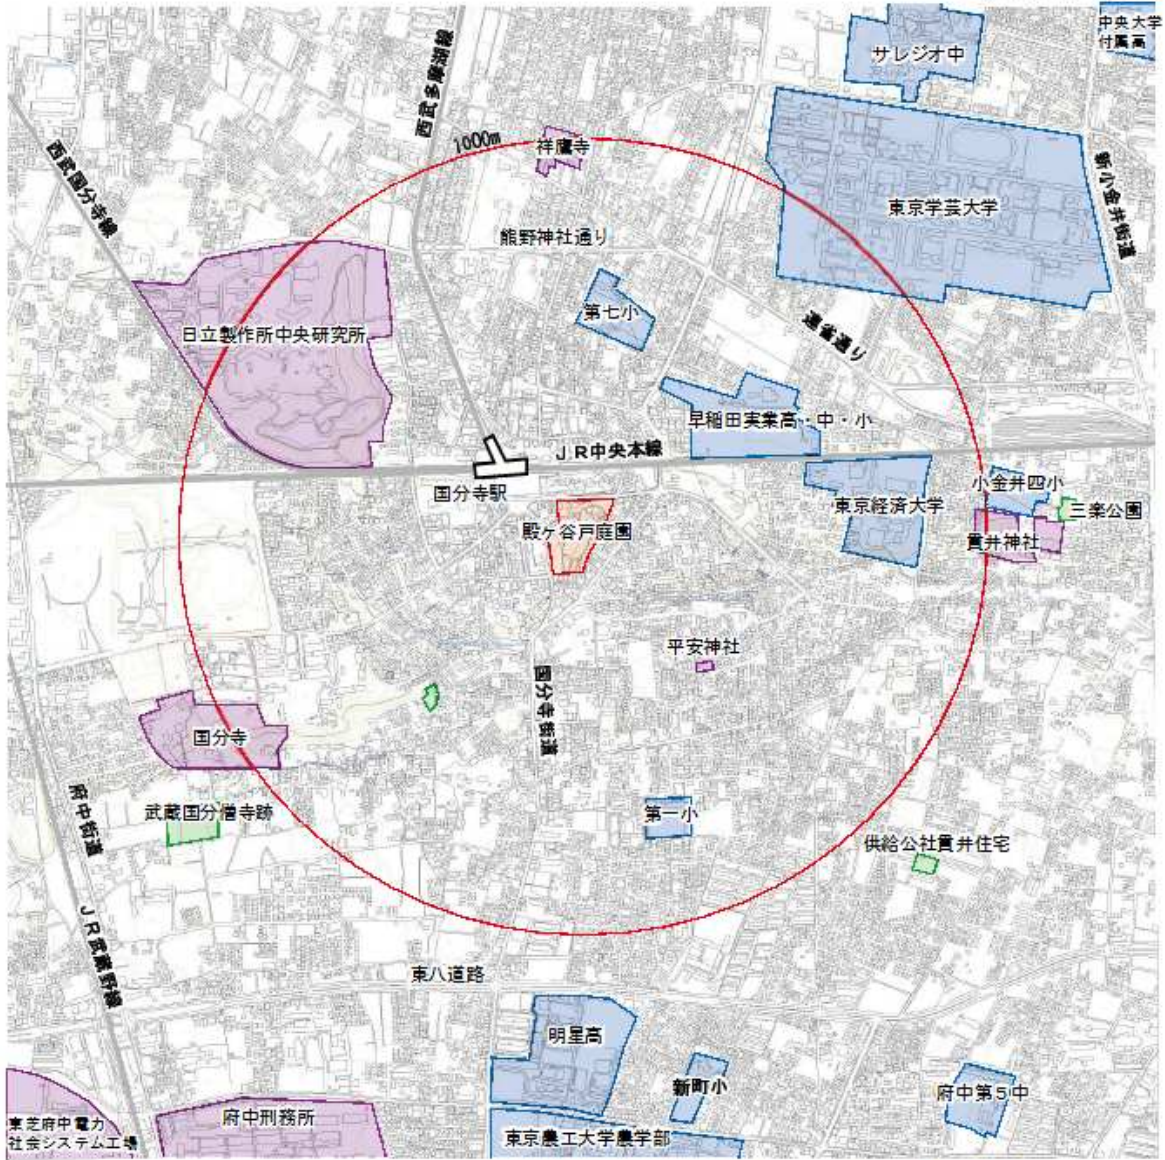 中央大学
付属高
サレジオ中
西武多摩湖線
1000m
祥應寺
西武国分寺線
新小金井街道
東京学芸大学
熊野神社通り
第七小
連雀通り
日立製作所中央研究所
早稲田実業高・中・小
JR中央本線
国分寺駅
小金井四小
東京経済大学
三楽公園
殿ヶ谷戸庭園
貫井神社
平安神社
国分寺街道
国分寺
府中街道
武蔵国分僧寺跡
第一小
供給公社貫井住宅
JR武蔵野線
東八道路
明星高
新町小
府中第5中
府中刑務所
東芝府中電力
社会システム工場
東京農工大学農学部